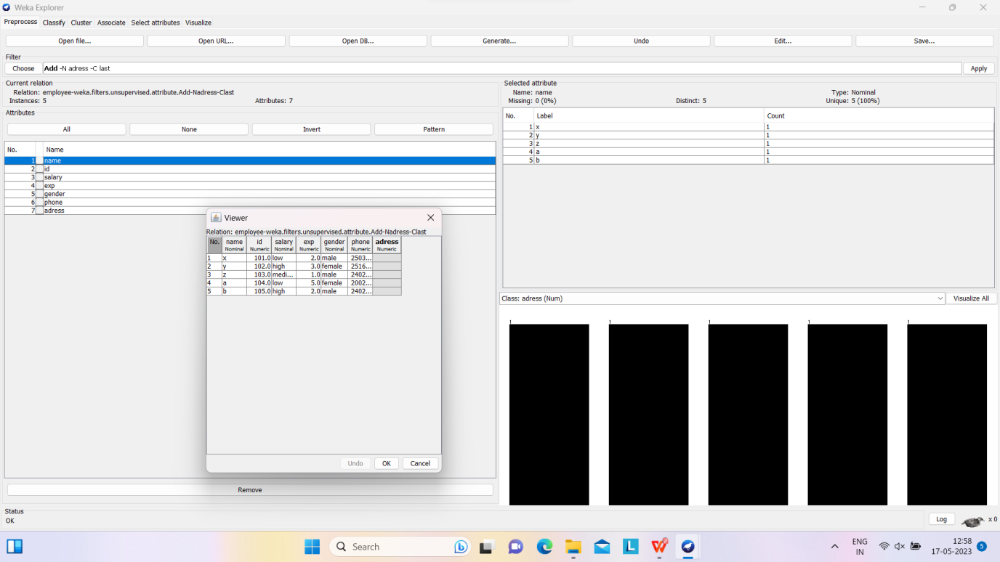 Weka Explorer
Preprocess Classify Cluster Associate Select attributes Visualize
Open file... Open URL... Open DB... Generate... Undo Edit... Save...
Filter
Choose Add -N adress -C last Apply
Current relation
Relation: employee-weka.filters.unsupervised.attribute.Add-Nadress-Clast
Instances: 5 Attributes: 7
Attributes
All None Invert Pattern
No. Name
1 name
2 id
3 salary
4 exp
5 gender
6 phone
7 adress
Remove
Selected attribute
Name: name Type: Nominal
Missing: 0 (0%) Distinct: 5 Unique: 5 (100%)
No. Label Count
1 x 1
2 y 1
3 z 1
4 a 1
5 b 1
Class: adress (Num) Visualize All
1 1 1 1 1
Viewer
Relation: employee-weka.filters.unsupervised.attribute.Add-Nadress-Clast
No. name id salary exp gender phone adress
Nominal Numeric Nominal Numeric Nominal Numeric Numeric
1 x 101.0 low 2.0 male 2503...
2 y 102.0 high 3.0 female 2516...
3 z 103.0 medi... 1.0 male 2402...
4 a 104.0 low 5.0 female 2002...
5 b 105.0 high 2.0 male 2402...
Undo OK Cancel
Status
OK
Log x 0
Search
L
ENG
IN
12:58
17-05-2023
5